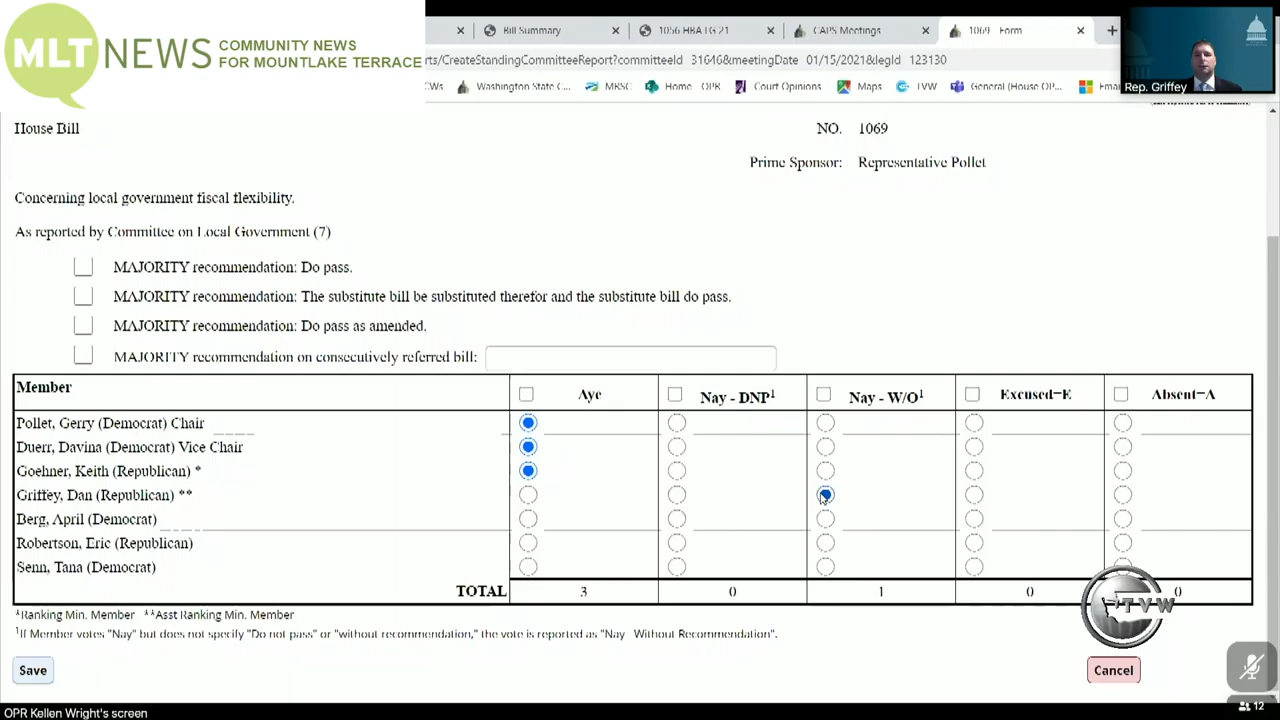 MLT NEWS COMMUNITY NEWS
FOR MOUNTLAKE TERRACE
Bill Summary
1056 HBA LG 21
CAPS Meetings
1069 Form
rts/CreateStandingCommitteeReport?committeeId 31646&meetingDate 01/15/2021&legId 123130
Washington State C...
MRSC
Home OPR
Court Opinions
Maps
TVW
General (House OP...
Emai
Rep. Griffey
House Bill
NO. 1069
Prime Sponsor: Representative Pollet
Concerning local government fiscal flexibility.
As reported by Committee on Local Government (7)
MAJORITY recommendation: Do pass.
MAJORITY recommendation: The substitute bill be substituted therefor and the substitute bill do pass.
MAJORITY recommendation: Do pass as amended.
MAJORITY recommendation on consecutively referred bill:
Member Aye Nay - DNP¹ Nay - W/O¹ Excused=E Absent=A
Pollet, Gerry (Democrat) Chair
Duerr, Davina (Democrat) Vice Chair
Goehner, Keith (Republican) *
Griffey, Dan (Republican) **
Berg, April (Democrat)
Robertson, Eric (Republican)
Senn, Tana (Democrat)
TOTAL 3 0 1 0 0
*Ranking Min. Member **Asst Ranking Min. Member
¹If Member votes "Nay" but does not specify "Do not pass" or "without recommendation," the vote is reported as "Nay Without Recommendation".
TVW
Save
Cancel
12
OPR Kellen Wright's screen